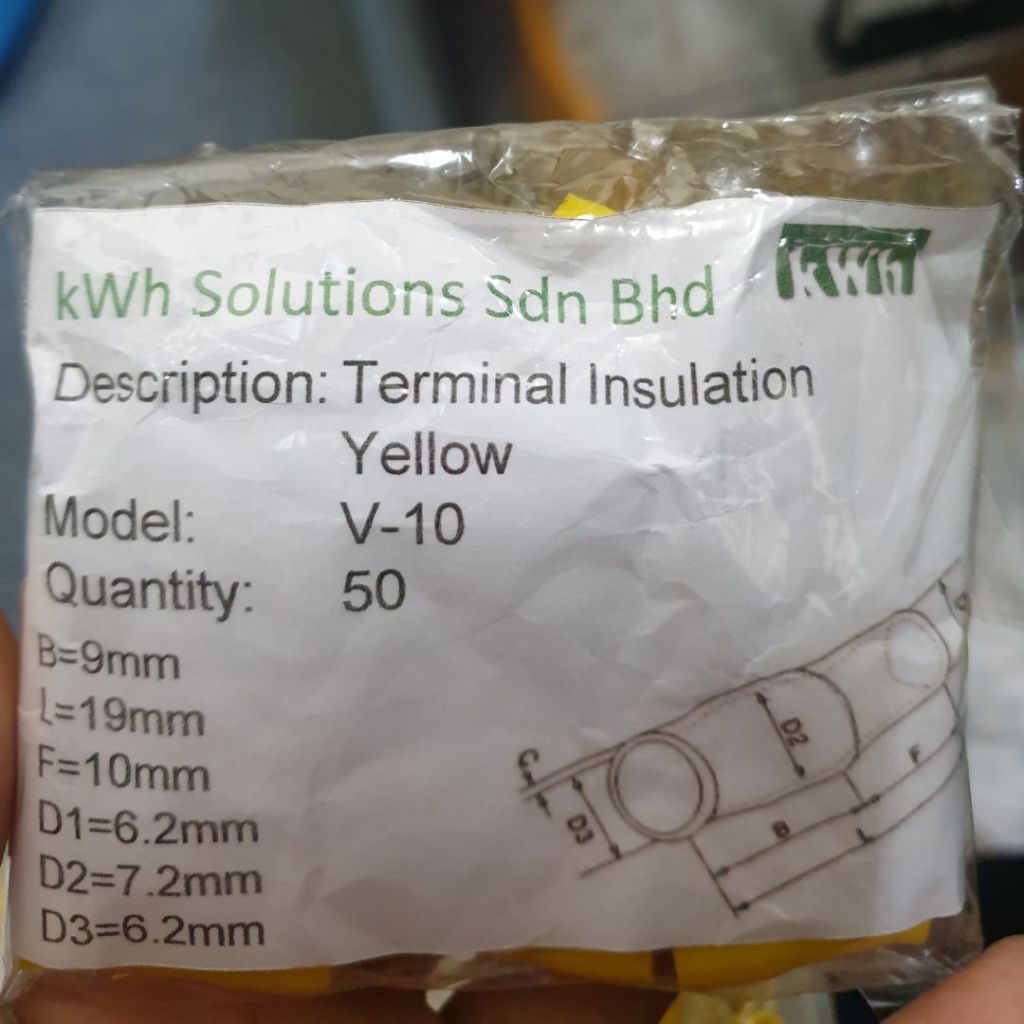 kWh Solutions Sdn Bhd
kWh
Description: Terminal Insulation
Yellow
Model: V-10
Quantity: 50
B=9mm
L=19mm
F=10mm
D1=6.2mm
D2=7.2mm
D3=6.2mm
C
D3
D2
B
F
L